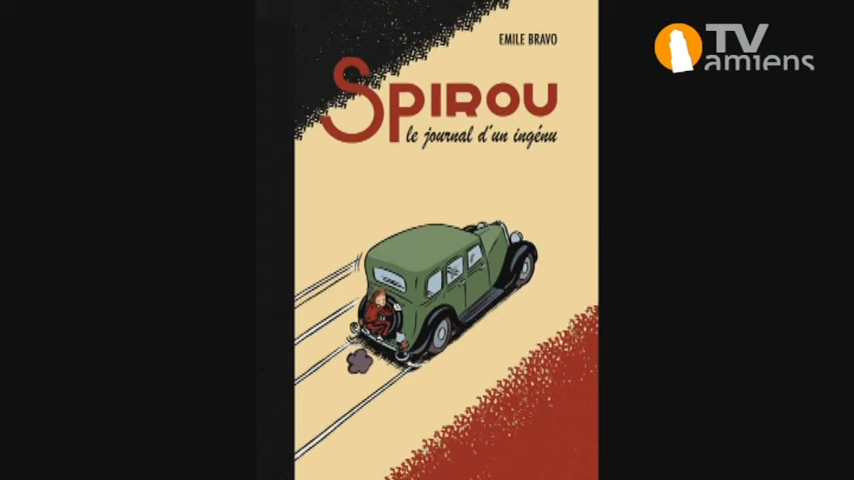 EMILE BRAVO
SPIROU
le journal d'un ingénu
TV
amiens